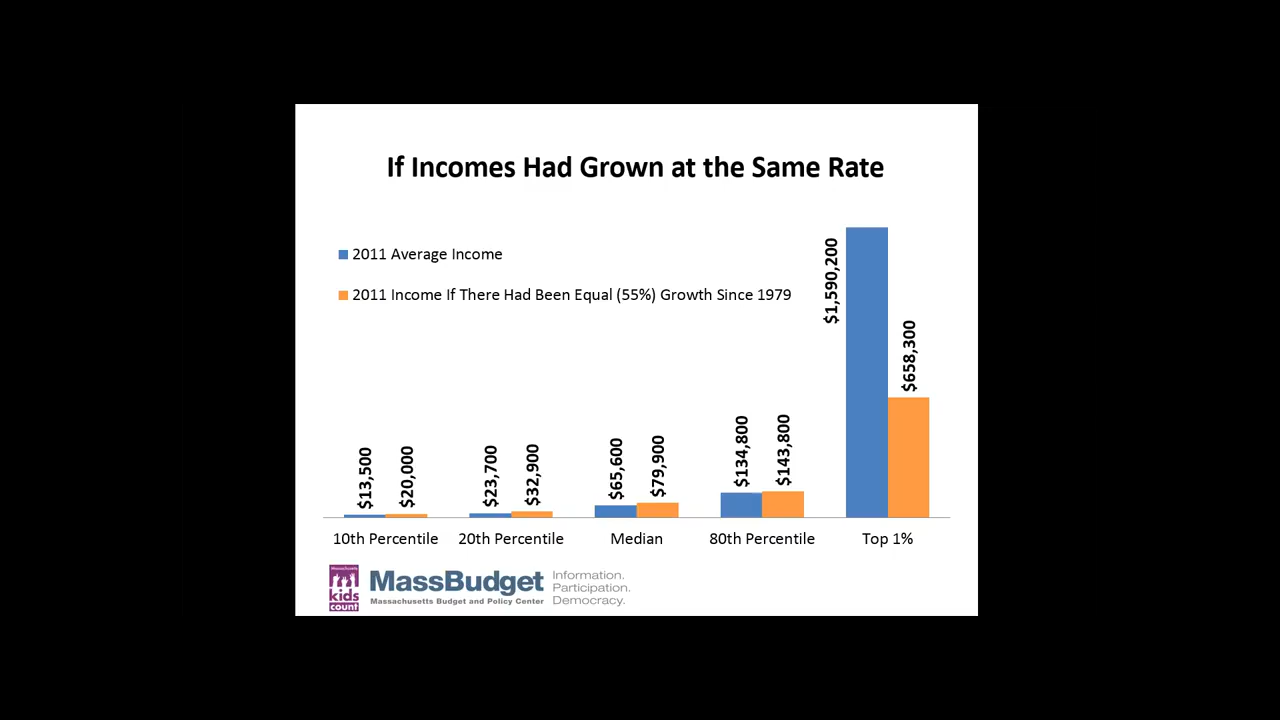 If Incomes Had Grown at the Same Rate
2011 Average Income
2011 Income If There Had Been Equal (55%) Growth Since 1979
$13,500
$20,000
$23,700
$32,900
$65,600
$79,900
$134,800
$143,800
$1,590,200
$658,300
10th Percentile
20th Percentile
Median
80th Percentile
Top 1%
Massachusetts
kids
count
MassBudget
Massachusetts Budget and Policy Center
Information.
Participation.
Democracy.